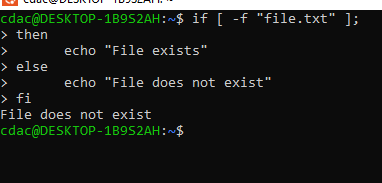 cdac@DESKTOP-1B9S2AH:~$ if [ -f "file.txt" ];
> then
>       echo "File exists"
> else
>       echo "File does not exist"
> fi
File does not exist
cdac@DESKTOP-1B9S2AH:~$